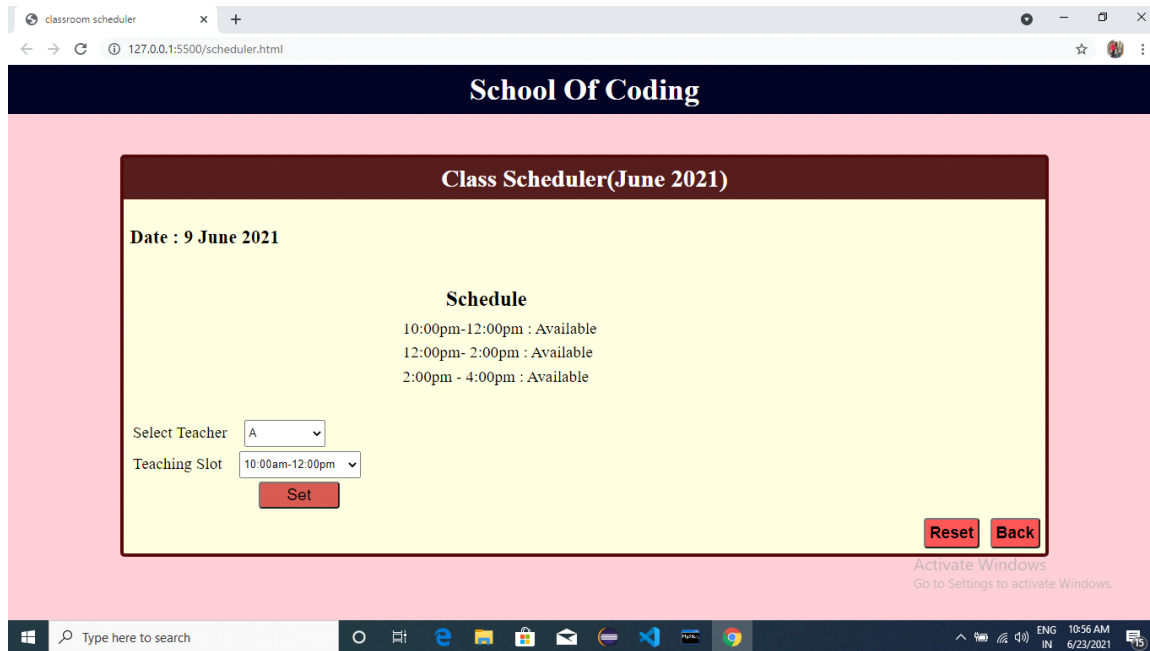 classroom scheduler
127.0.0.1:5500/scheduler.html
School Of Coding
Class Scheduler(June 2021)
Date : 9 June 2021
Schedule
10:00pm-12:00pm : Available
12:00pm- 2:00pm : Available
2:00pm - 4:00pm : Available
Select Teacher A
Teaching Slot 10:00am-12:00pm
Set
Reset Back
Activate Windows
Go to Settings to activate Windows.
Type here to search
ENG 10:56 AM
IN 6/23/2021
15